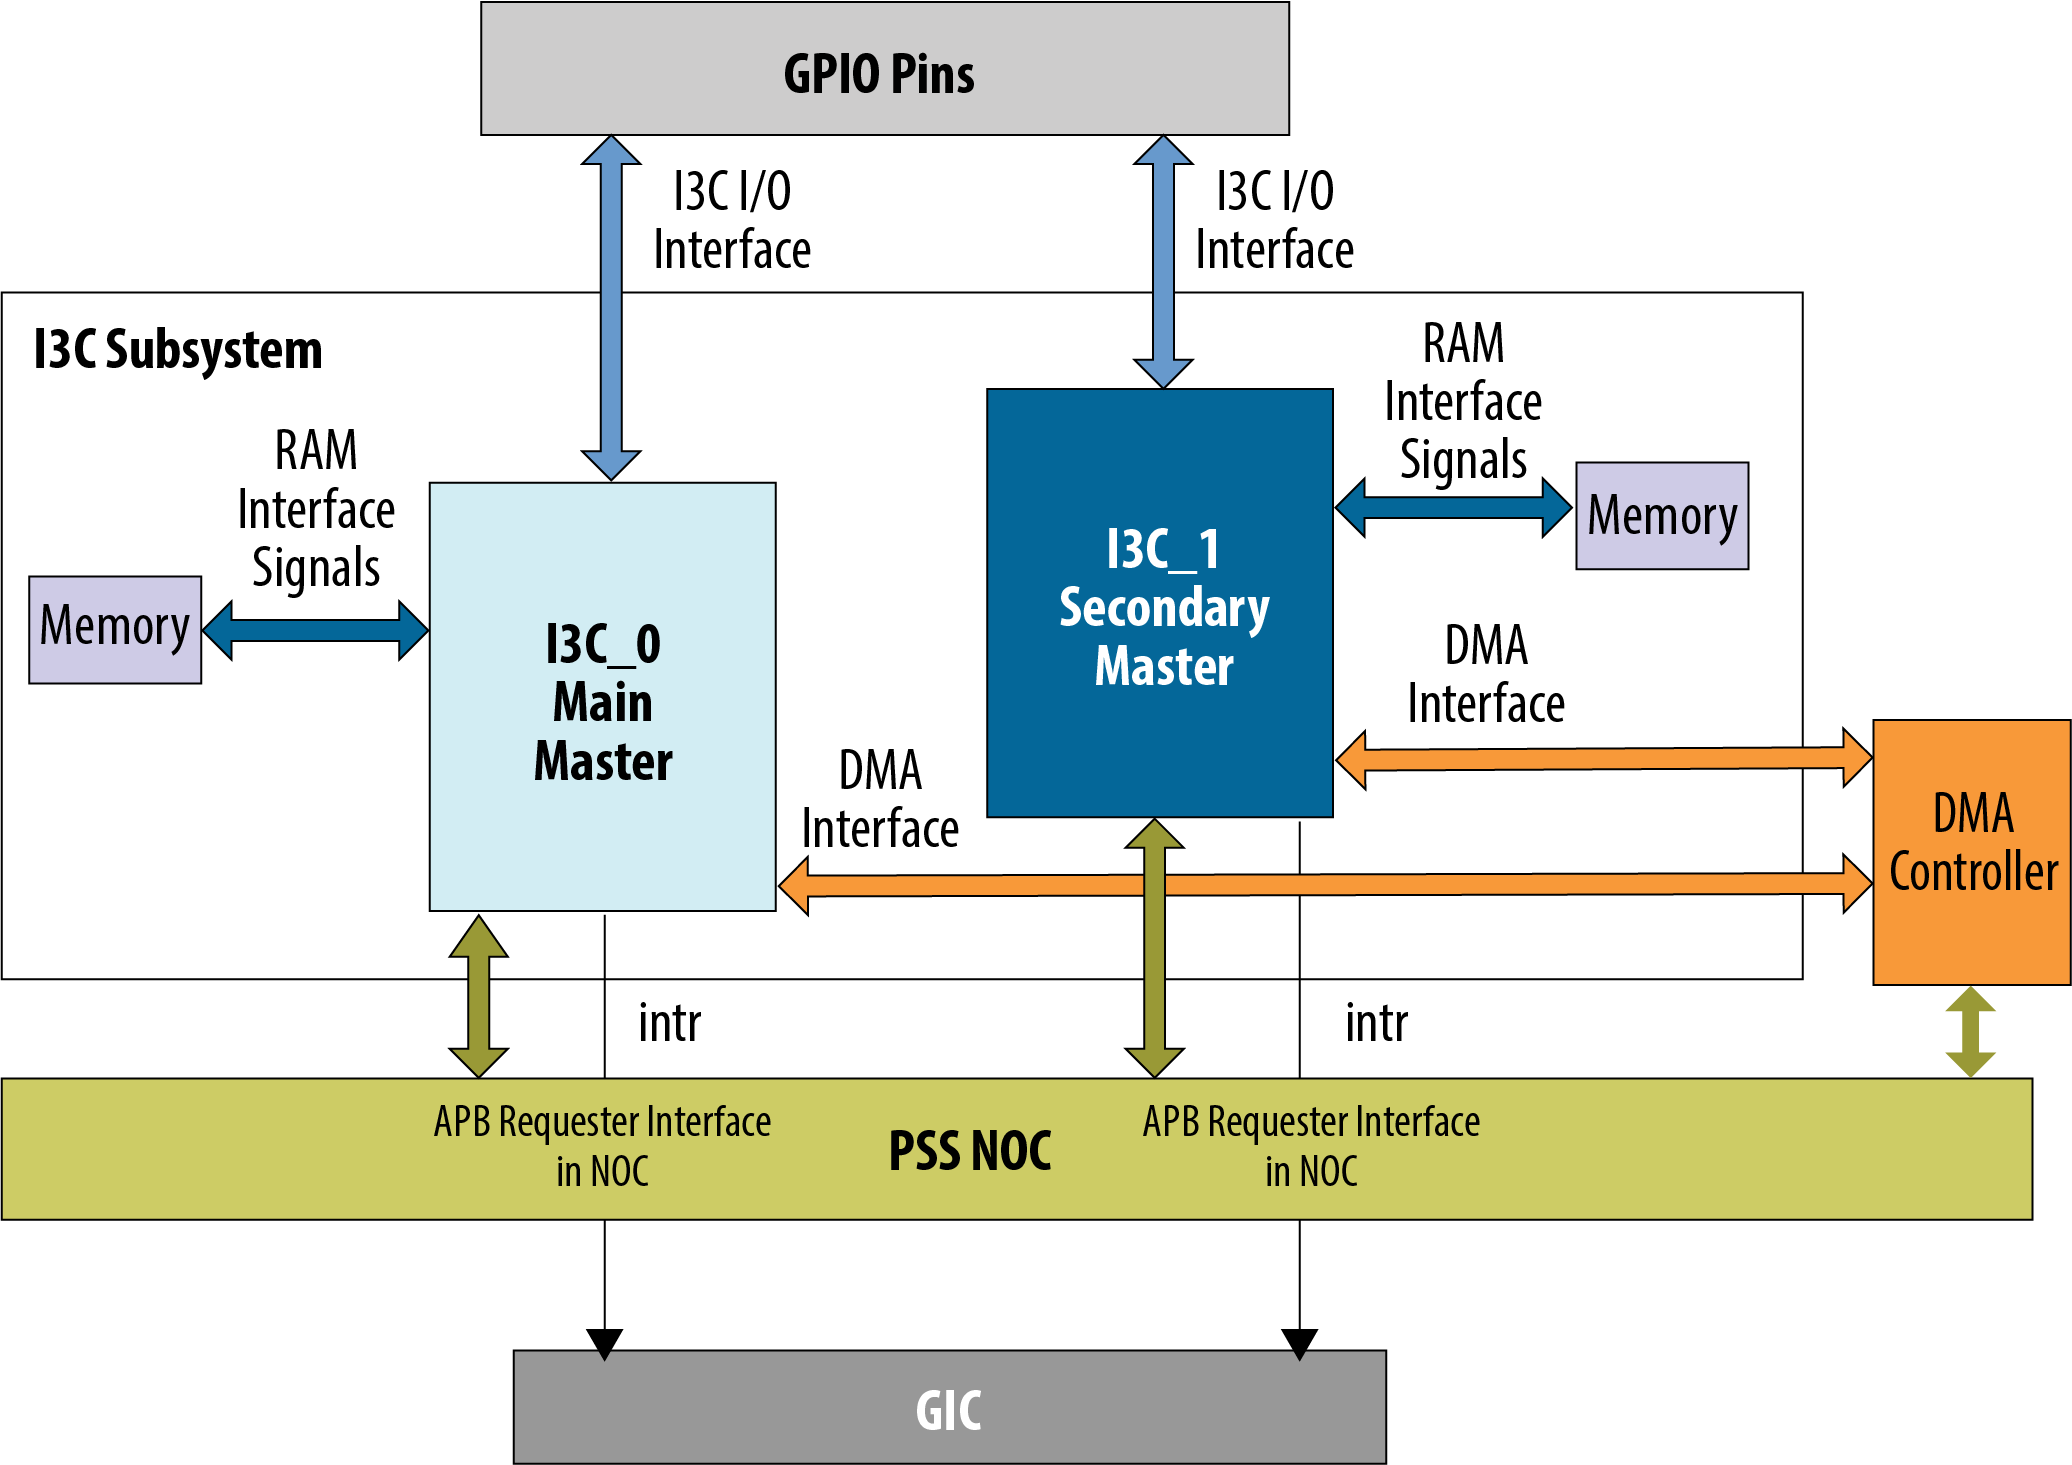 GPIO Pins
I3C I/O
Interface
I3C I/O
Interface
I3C Subsystem
RAM
Interface
Signals
Memory
I3C_0
Main
Master
RAM
Interface
Signals
Memory
I3C_1
Secondary
Master
DMA
Interface
DMA
Interface
DMA
Controller
intr
intr
APB Requester Interface
in NOC
PSS NOC
APB Requester Interface
in NOC
GIC